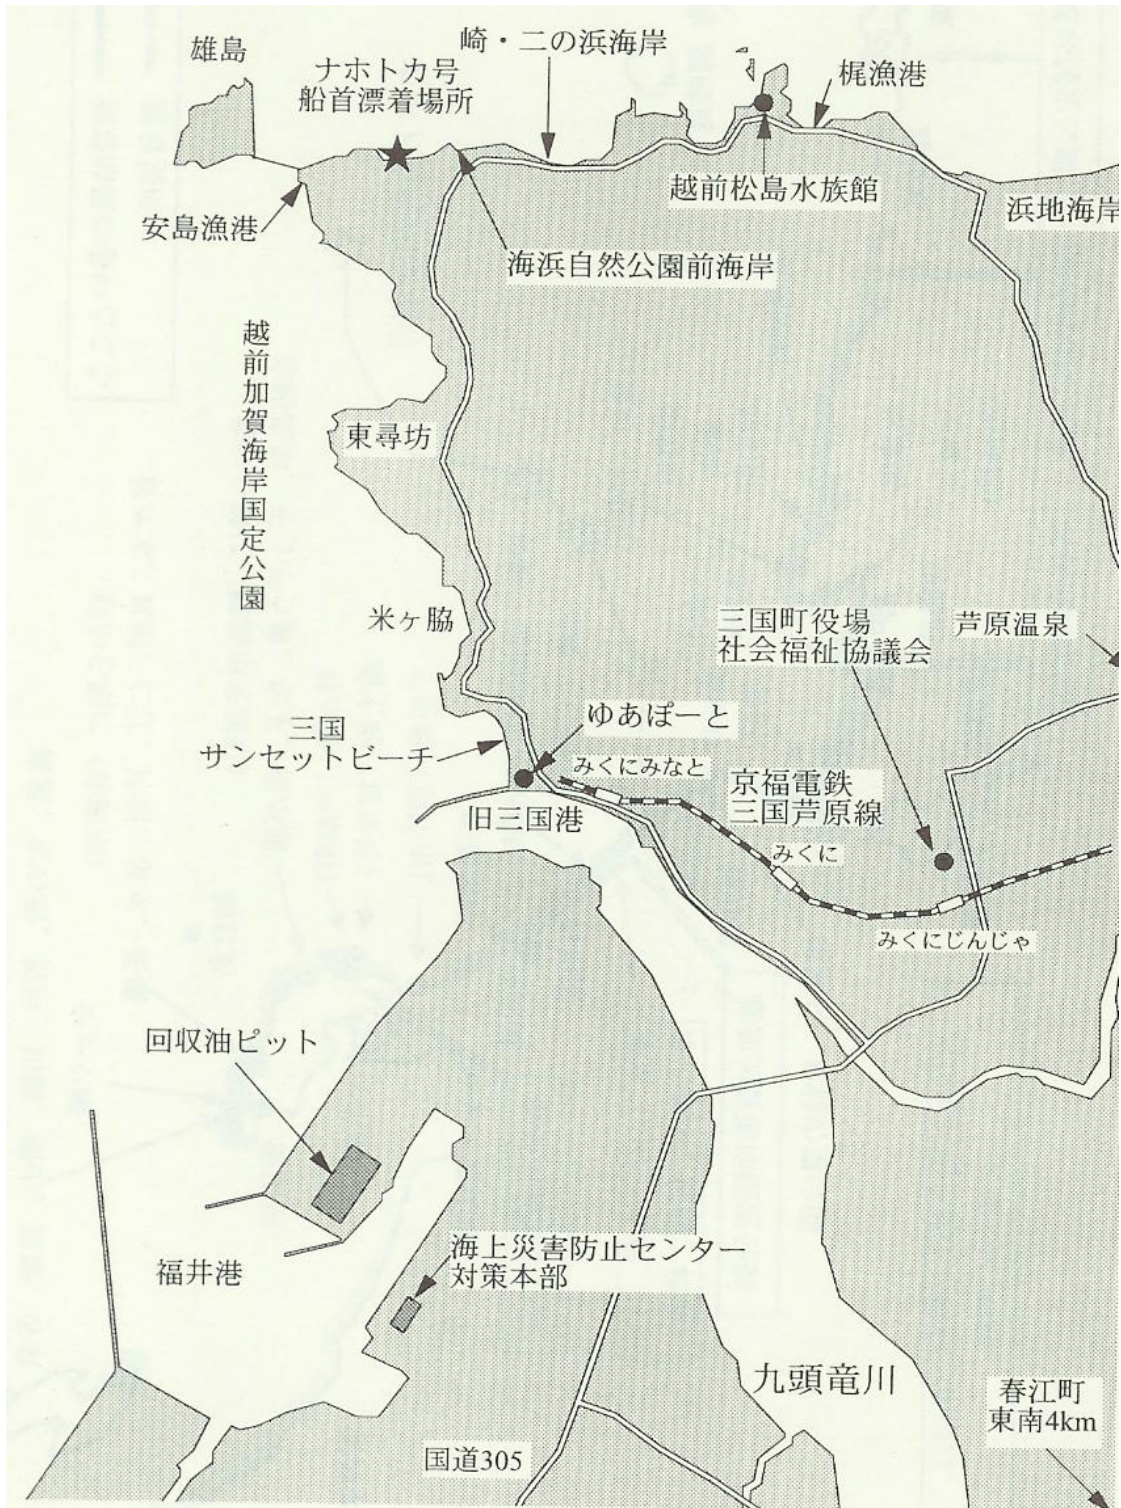 雄島
ナホトカ号
船首漂着場所
崎・二の浜海岸
梶漁港
越前松島水族館
浜地海岸
安島漁港
海浜自然公園前海岸
越前加賀海岸国定公園
東尋坊
米ヶ脇
三国町役場
社会福祉協議会
芦原温泉
ゆあぽーと
三国
サンセットビーチ
みくにみなと
京福電鉄
三国芦原線
旧三国港
みくに
みくにじんじゃ
回収油ピット
海上災害防止センター
対策本部
福井港
九頭竜川
春江町
東南4km
国道305